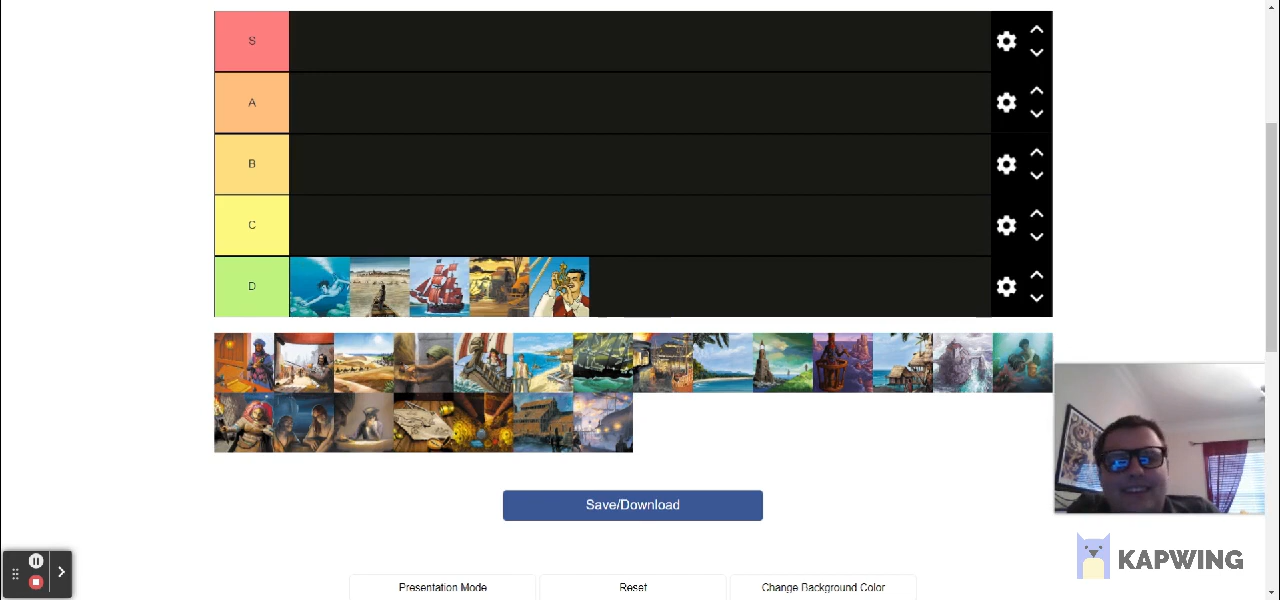 S
A
B
C
D
Save/Download
Presentation Mode Reset Change Background Color
KAPWING